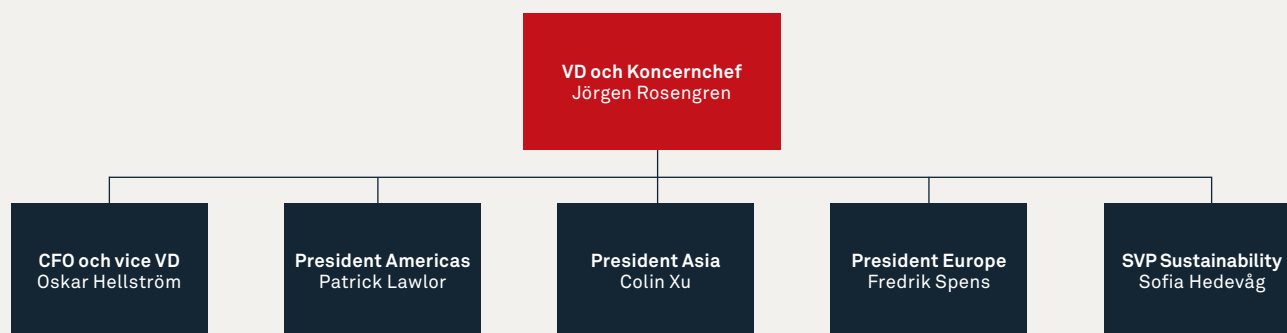 VD och Koncernchef
Jörgen Rosengren
CFO och vice VD
Oskar Hellström
President Americas
Patrick Lawlor
President Asia
Colin Xu
President Europe
Fredrik Spens
SVP Sustainability
Sofia Hedevåg